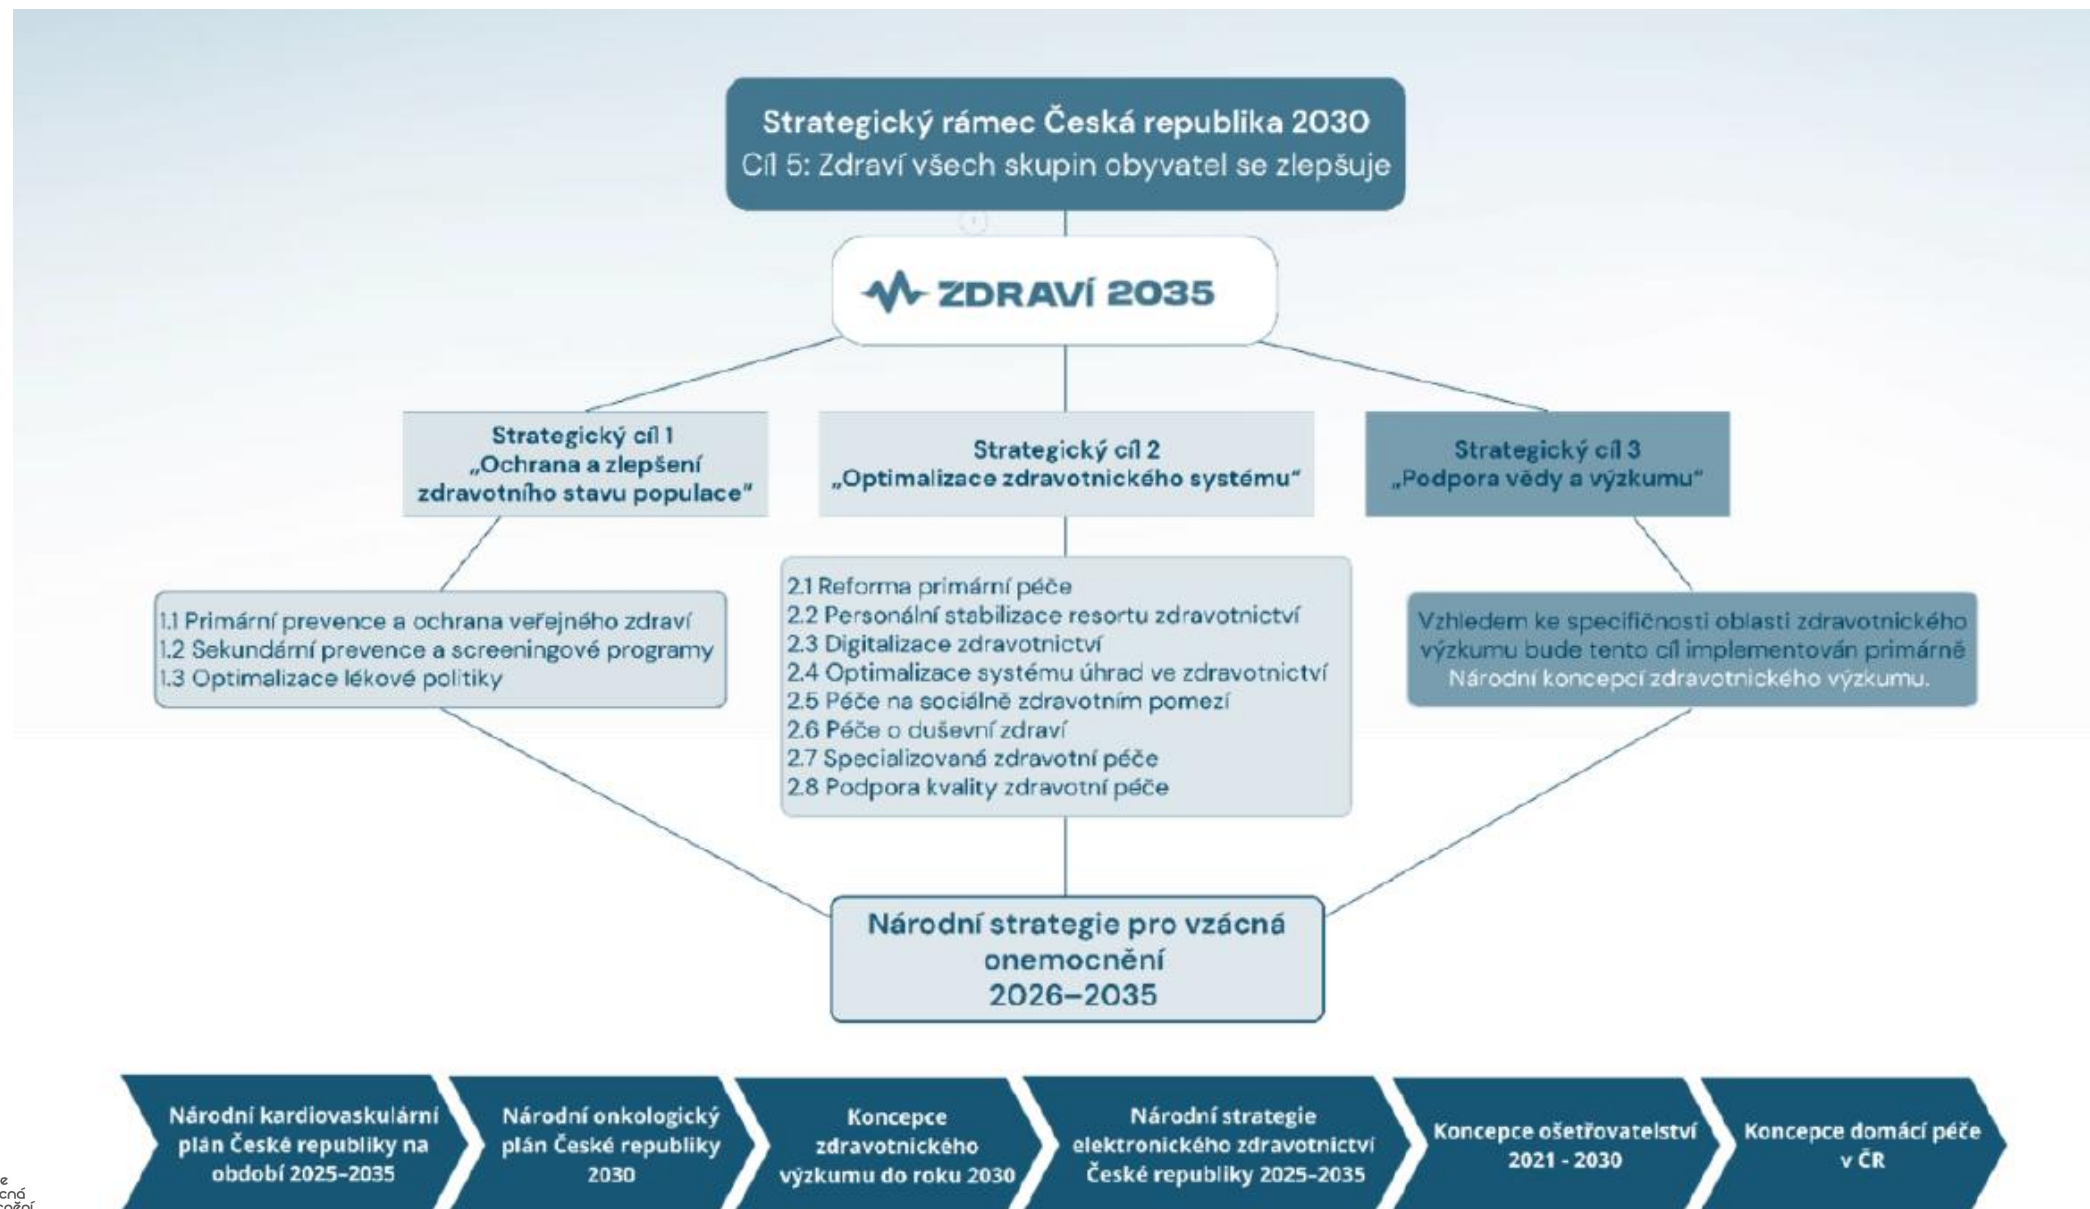 Strategický rámec Česká republika 2030
Cíl 5: Zdraví všech skupin obyvatel se zlepšuje
ZDRAVÍ 2035
Strategický cíl 1
„Ochrana a zlepšení
zdravotního stavu populace“
Strategický cíl 2
„Optimalizace zdravotnického systému“
Strategický cíl 3
„Podpora vědy a výzkumu“
1.1 Primární prevence a ochrana veřejného zdraví
1.2 Sekundární prevence a screeningové programy
1.3 Optimalizace lékové politiky
2.1 Reforma primární péče
2.2 Personální stabilizace resortu zdravotnictví
2.3 Digitalizace zdravotnictví
2.4 Optimalizace systému úhrad ve zdravotnictví
2.5 Péče na sociálně zdravotním pomezí
2.6 Péče o duševní zdraví
2.7 Specializovaná zdravotní péče
2.8 Podpora kvality zdravotní péče
Vzhledem ke specifičnosti oblasti zdravotnického
výzkumu bude tento cíl implementován primárně
Národní koncepcí zdravotnického výzkumu.
Národní strategie pro vzácná
onemocnění
2026–2035
Národní kardiovaskulární
plán České republiky na
období 2025–2035
Národní onkologický
plán České republiky
2030
Koncepce
zdravotnického
výzkumu do roku 2030
Národní strategie
elektronického zdravotnictví
České republiky 2025–2035
Koncepce ošetřovatelství
2021 - 2030
Koncepce domácí péče
v ČR